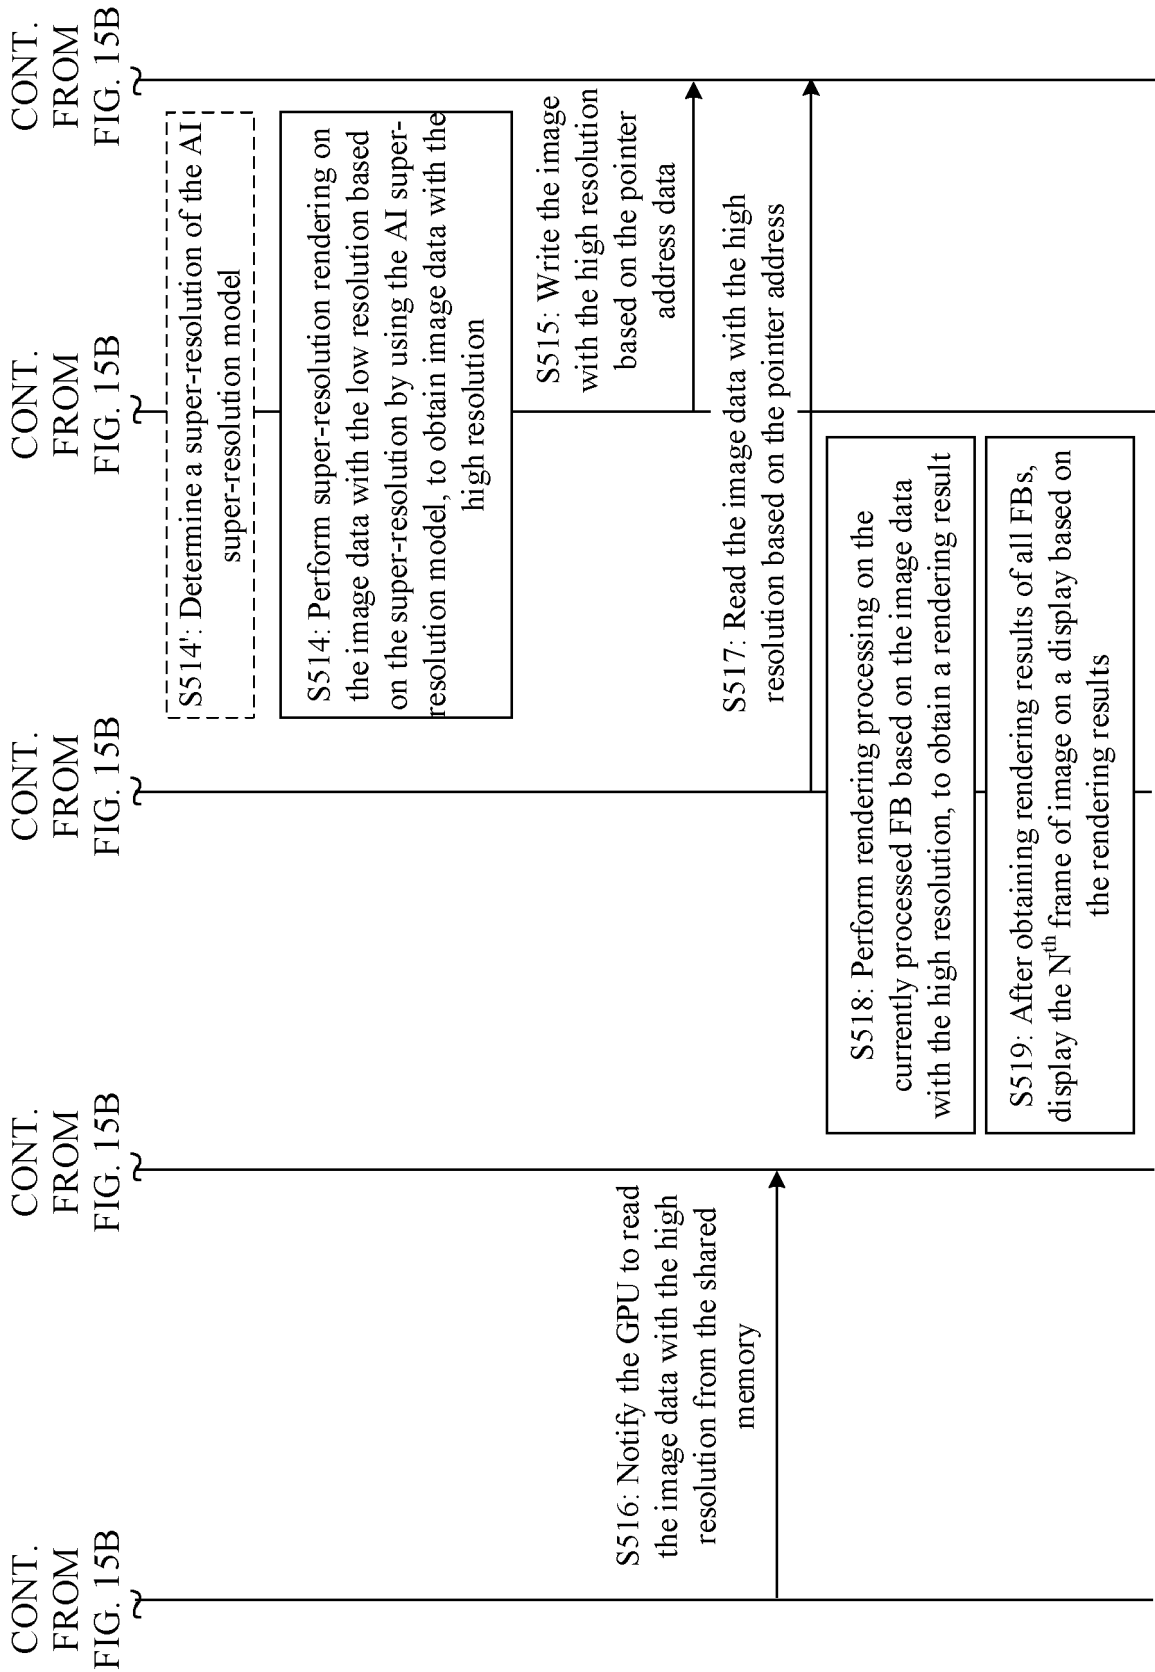 CONT.
FROM
FIG. 15B
CONT.
FROM
FIG. 15B
CONT.
FROM
FIG. 15B
CONT.
FROM
FIG. 15B
CONT.
FROM
FIG. 15B
S514': Determine a super-resolution of the AI
super-resolution model
S514: Perform super-resolution rendering on
the image data with the low resolution based
on the super-resolution by using the AI super-
resolution model, to obtain image data with the
high resolution
S515: Write the image
with the high resolution
based on the pointer
address data
S516: Notify the GPU to read
the image data with the high
resolution from the shared
memory
S517: Read the image data with the high
resolution based on the pointer address
S518: Perform rendering processing on the
currently processed FB based on the image data
with the high resolution, to obtain a rendering result
S519: After obtaining rendering results of all FBs,
display the Nth frame of image on a display based on
the rendering results